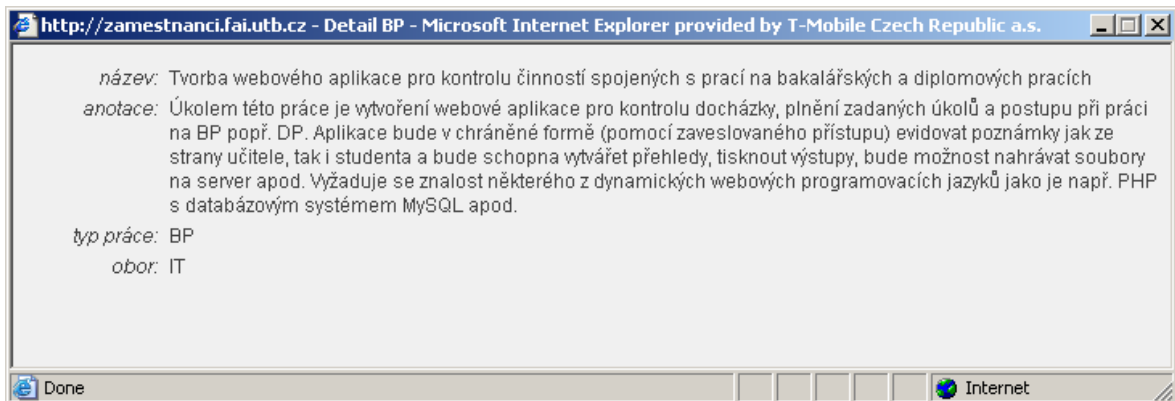 http://zamestnanci.fai.utb.cz - Detail BP - Microsoft Internet Explorer provided by T-Mobile Czech Republic a.s.
název: Tvorba webového aplikace pro kontrolu činností spojených s prací na bakalářských a diplomových pracích
anotace: Úkolem této práce je vytvoření webové aplikace pro kontrolu docházky, plnění zadaných úkolů a postupu při práci
na BP popř. DP. Aplikace bude v chráněné formě (pomocí zaveslovaného přístupu) evidovat poznámky jak ze
strany učitele, tak i studenta a bude schopna vytvářet přehledy, tisknout výstupy, bude možnost nahrávat soubory
na server apod. Vyžaduje se znalost některého z dynamických webových programovacích jazyků jako je např. PHP
s databázovým systémem MySQL apod.
typ práce: BP
obor: IT
Done Internet